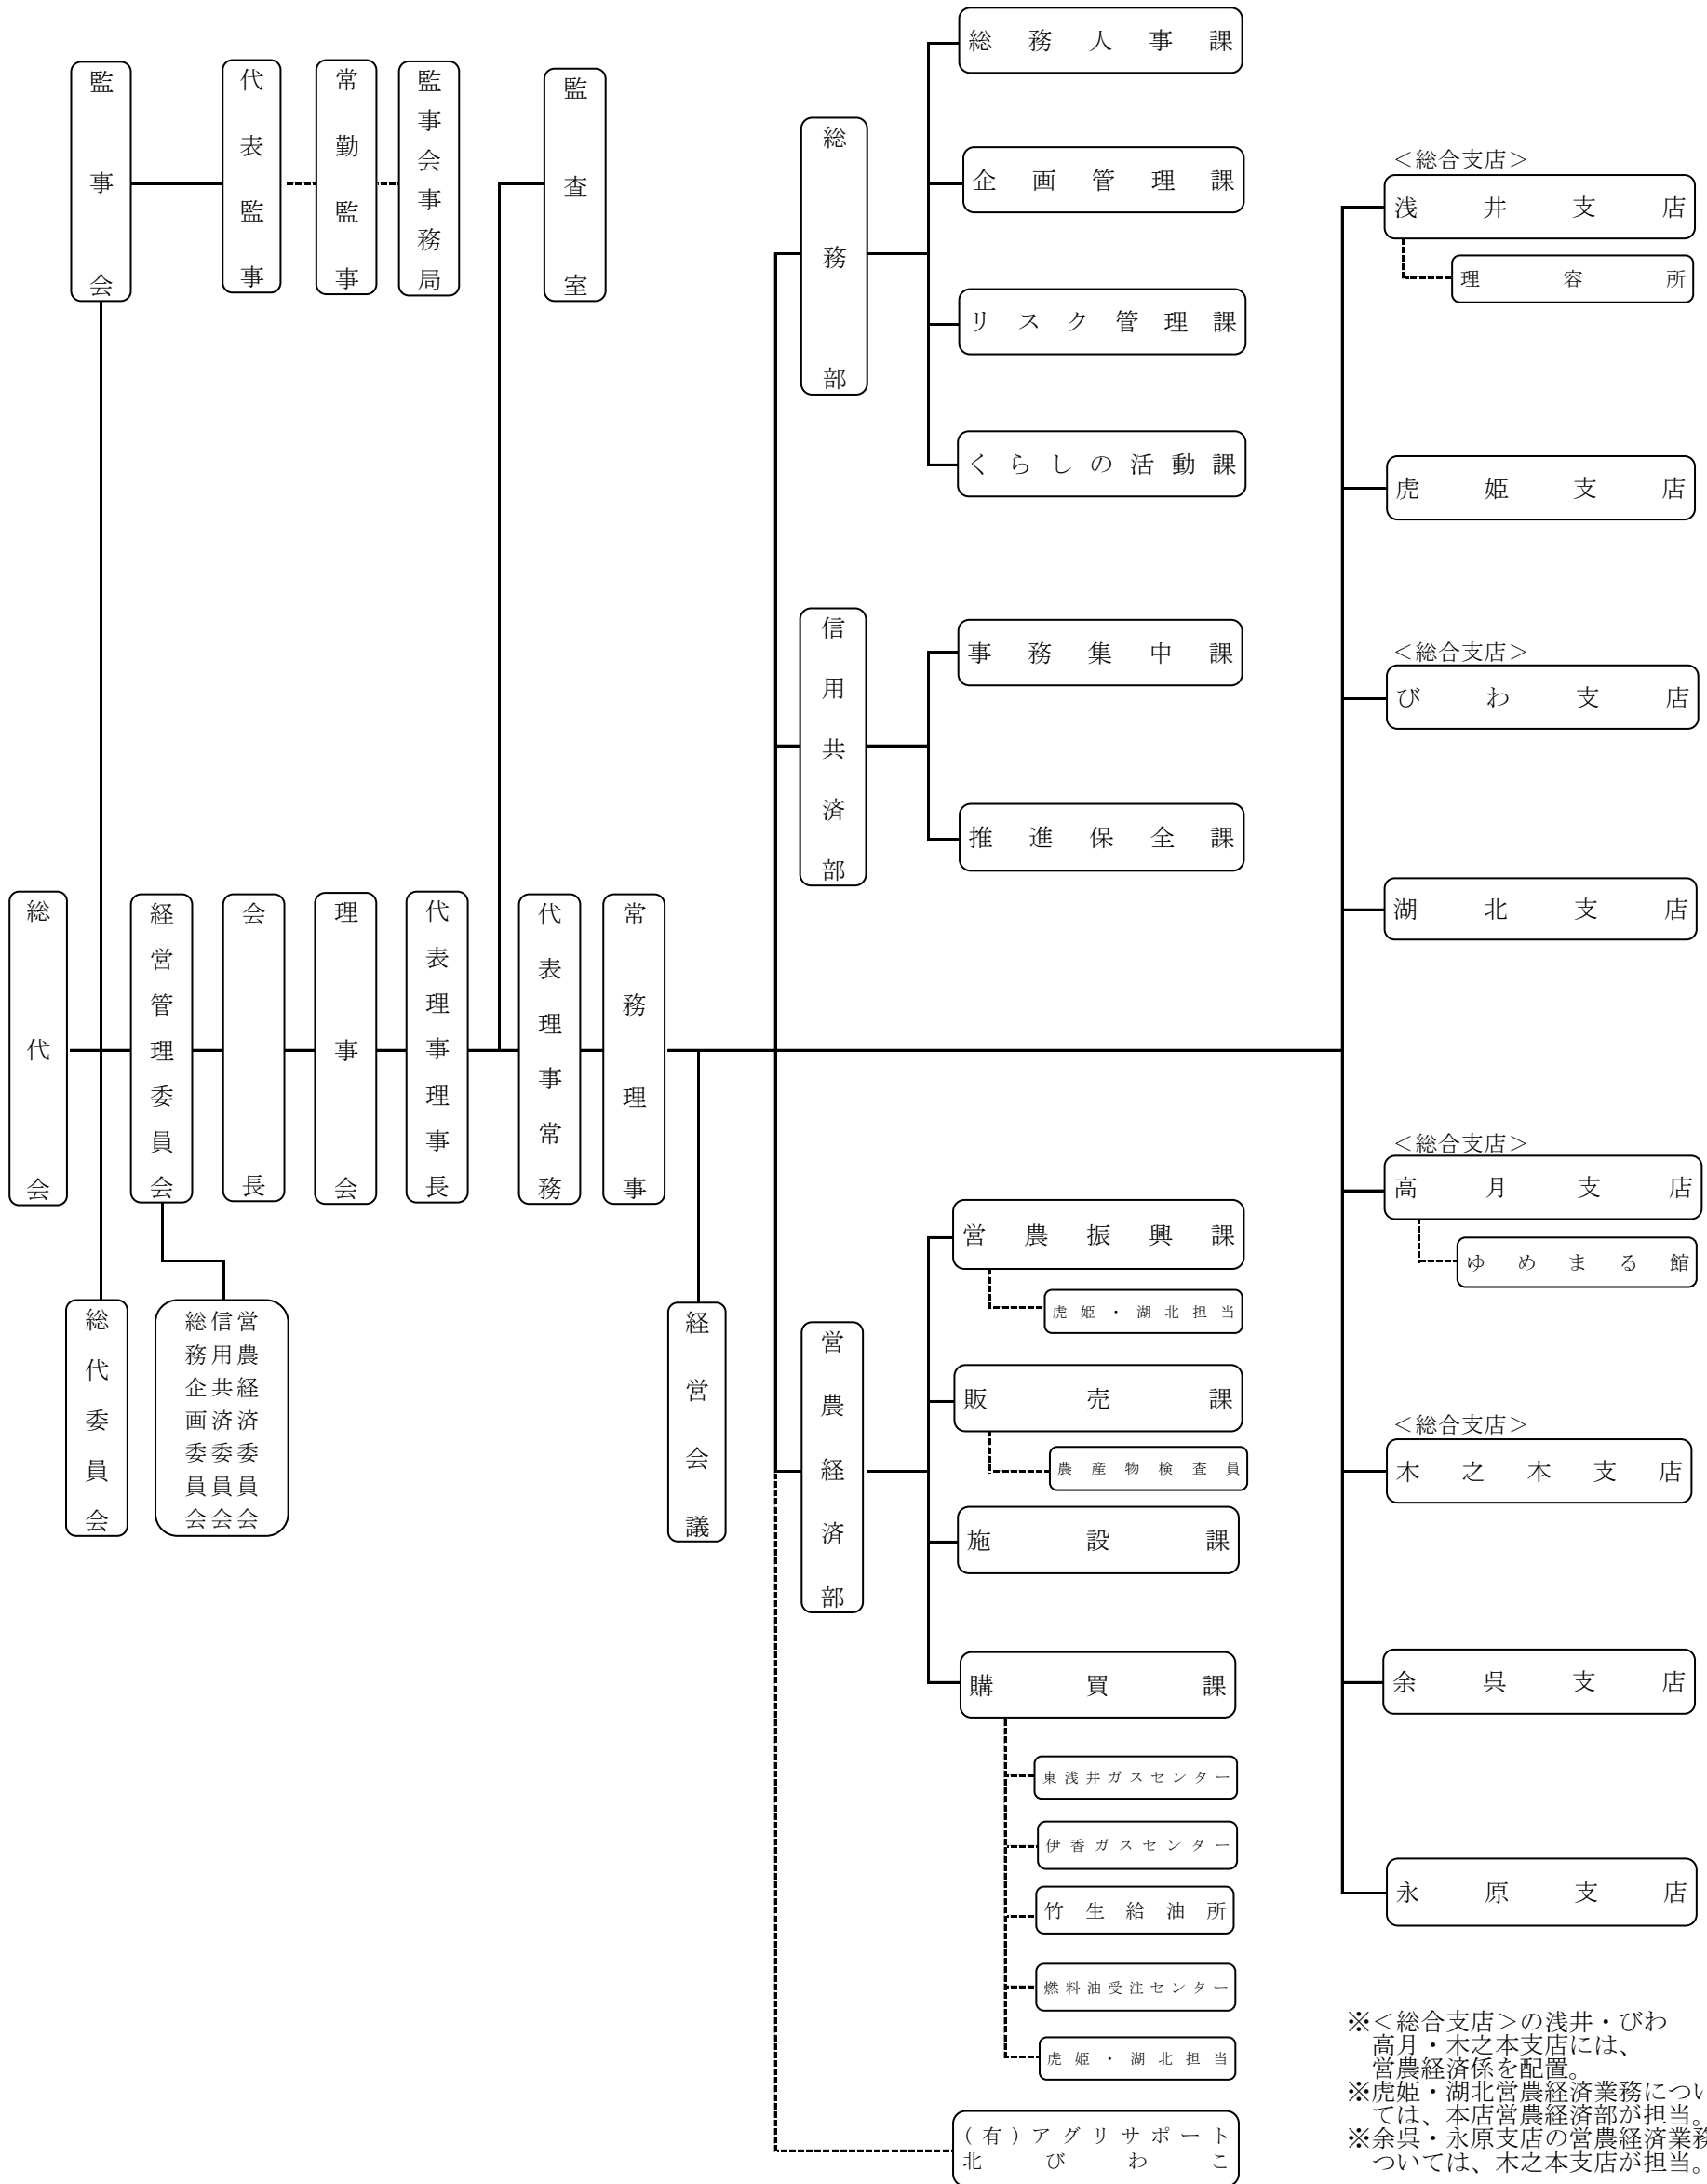 監事会
代表監事
常勤監事
監事会事務局
監査室
総代会
経営管理委員会
会長
理事会
代表理事理事長
代表理事常務
常務理事
総代委員会
営農経済委員会
信用共済委員会
総務企画委員会
経営会議
総務部
総務人事課
企画管理課
リスク管理課
くらしの活動課
信用共済部
事務集中課
推進保全課
営農経済部
営農振興課
虎姫・湖北担当
販売課
農産物検査員
施設課
購買課
東浅井ガスセンター
伊香ガスセンター
竹生給油所
燃料油受注センター
虎姫・湖北担当
(有)アグリサポート
北びわこ
＜総合支店＞
浅井支店
理容所
虎姫支店
＜総合支店＞
びわ支店
湖北支店
＜総合支店＞
高月支店
ゆめまる館
＜総合支店＞
木之本支店
余呉支店
永原支店
※＜総合支店＞の浅井・びわ
高月・木之本支店には、
営農経済係を配置。
※虎姫・湖北営農経済業務につい
ては、本店営農経済部が担当。
※余呉・永原支店の営農経済業務
ついては、木之本支店が担当。